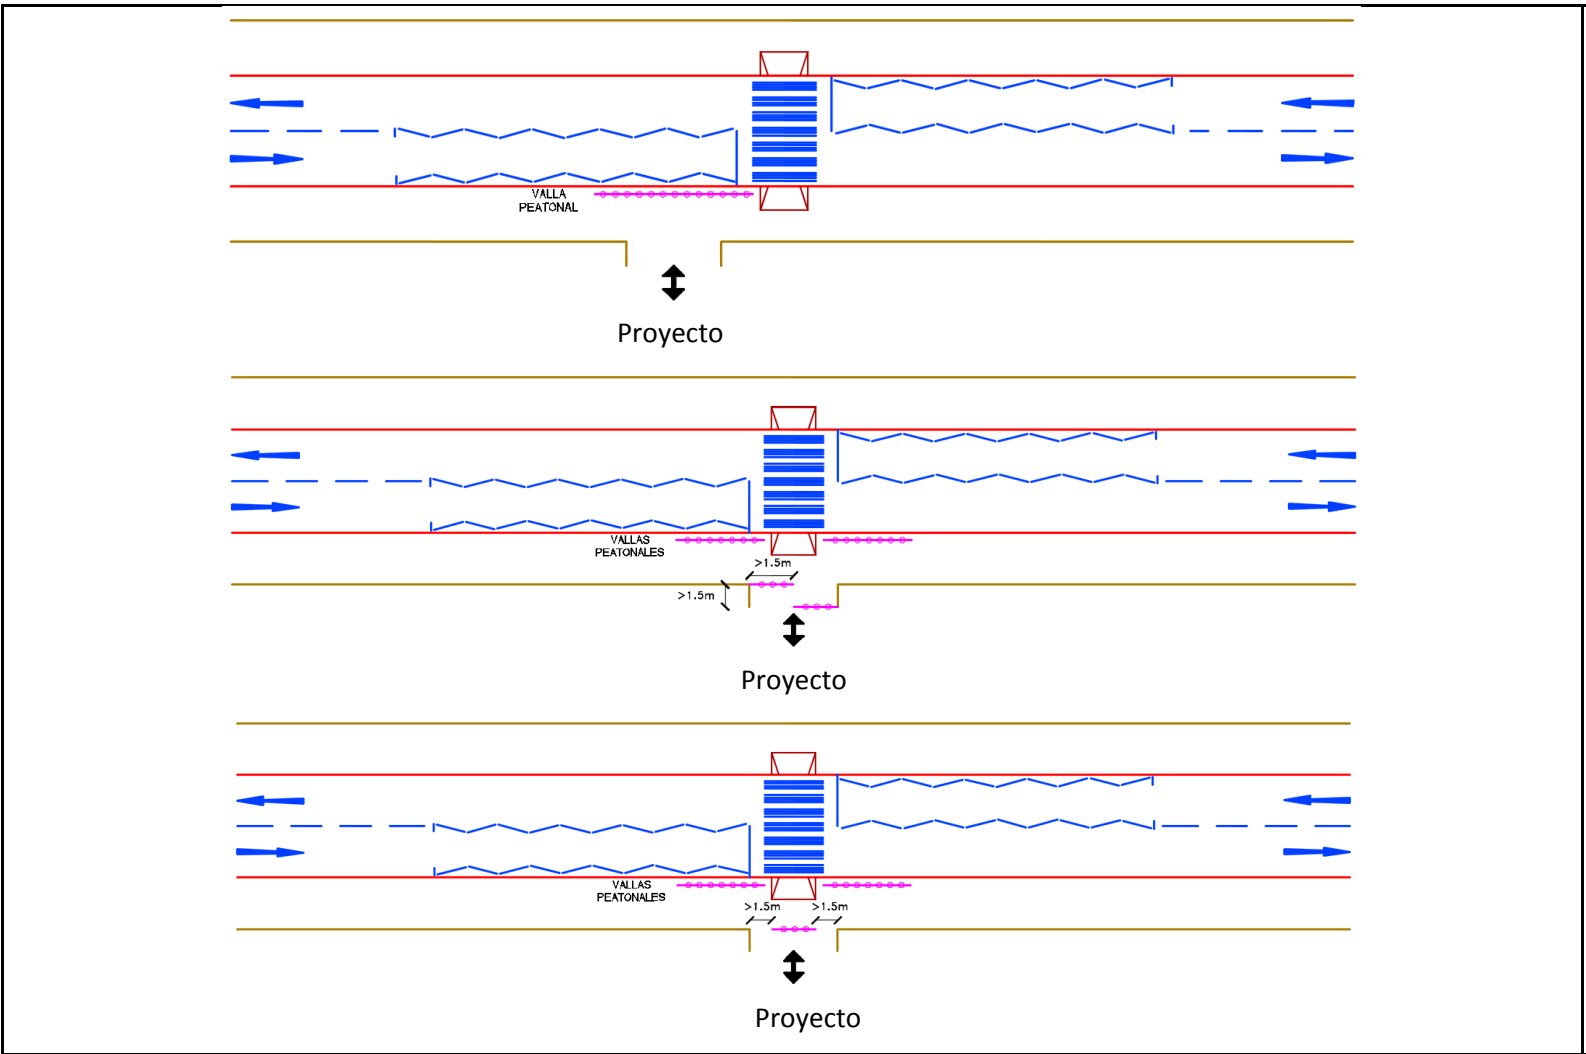 VALLA
PEATONAL
Proyecto
VALLAS
PEATONALES
>1.5m
>1.5m
Proyecto
VALLAS
PEATONALES
>1.5m >1.5m
Proyecto